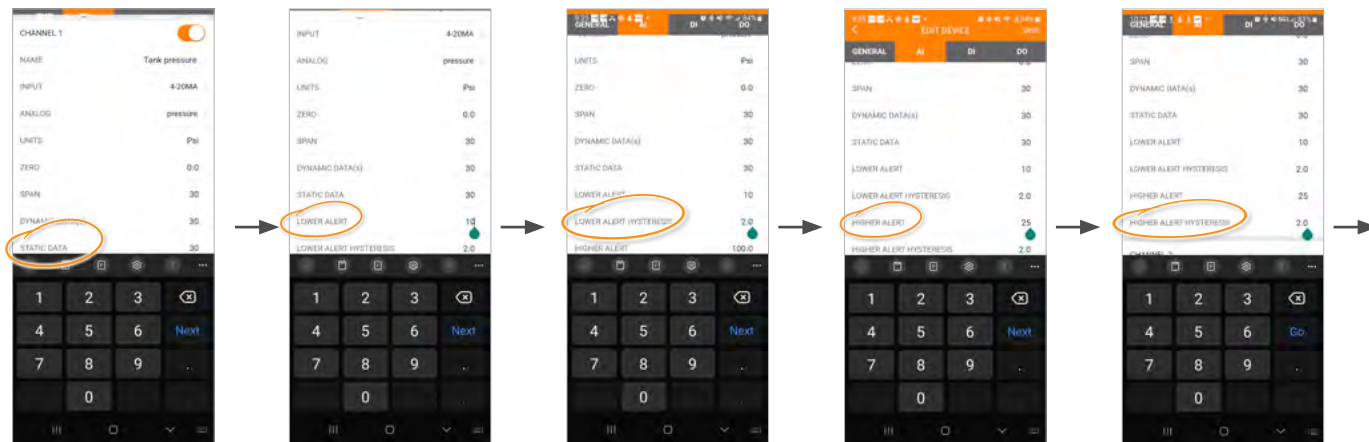 CHANNEL 1
NAME Tank pressure
INPUT 4-20MA
ANALOG pressure
UNITS Psi
ZERO 0.0
SPAN 30
DYNAMIC DATA(s) 30
STATIC DATA 30
1 2 3
4 5 6 Next
7 8 9 .
0
INPUT 4-20MA
ANALOG pressure
UNITS Psi
ZERO 0.0
SPAN 30
DYNAMIC DATA(s) 30
STATIC DATA 30
LOWER ALERT 10
LOWER ALERT HYSTERESIS 2.0
1 2 3
4 5 6 Next
7 8 9 .
0
GENERAL AI DI DO
UNITS Psi
ZERO 0.0
SPAN 30
DYNAMIC DATA(s) 30
STATIC DATA 30
LOWER ALERT 10
LOWER ALERT HYSTERESIS 2.0
HIGHER ALERT 100.0
1 2 3
4 5 6 Next
7 8 9 .
0
EDIT DEVICE
GENERAL AI DI DO
SPAN 30
DYNAMIC DATA(s) 30
STATIC DATA 30
LOWER ALERT 10
LOWER ALERT HYSTERESIS 2.0
HIGHER ALERT 25
HIGHER ALERT HYSTERESIS 2.0
1 2 3
4 5 6 Next
7 8 9 .
0
GENERAL AI DI DO
SPAN 30
DYNAMIC DATA(s) 30
STATIC DATA 30
LOWER ALERT 10
LOWER ALERT HYSTERESIS 2.0
HIGHER ALERT 25
HIGHER ALERT HYSTERESIS 2.0
1 2 3
4 5 6 Go
7 8 9 .
0